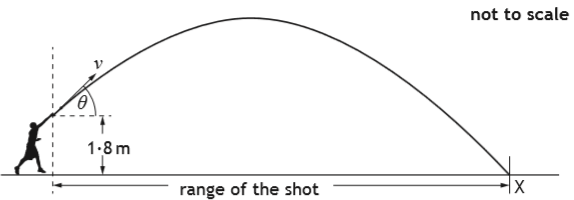 not to scale
v
θ
1·8 m
range of the shot
X